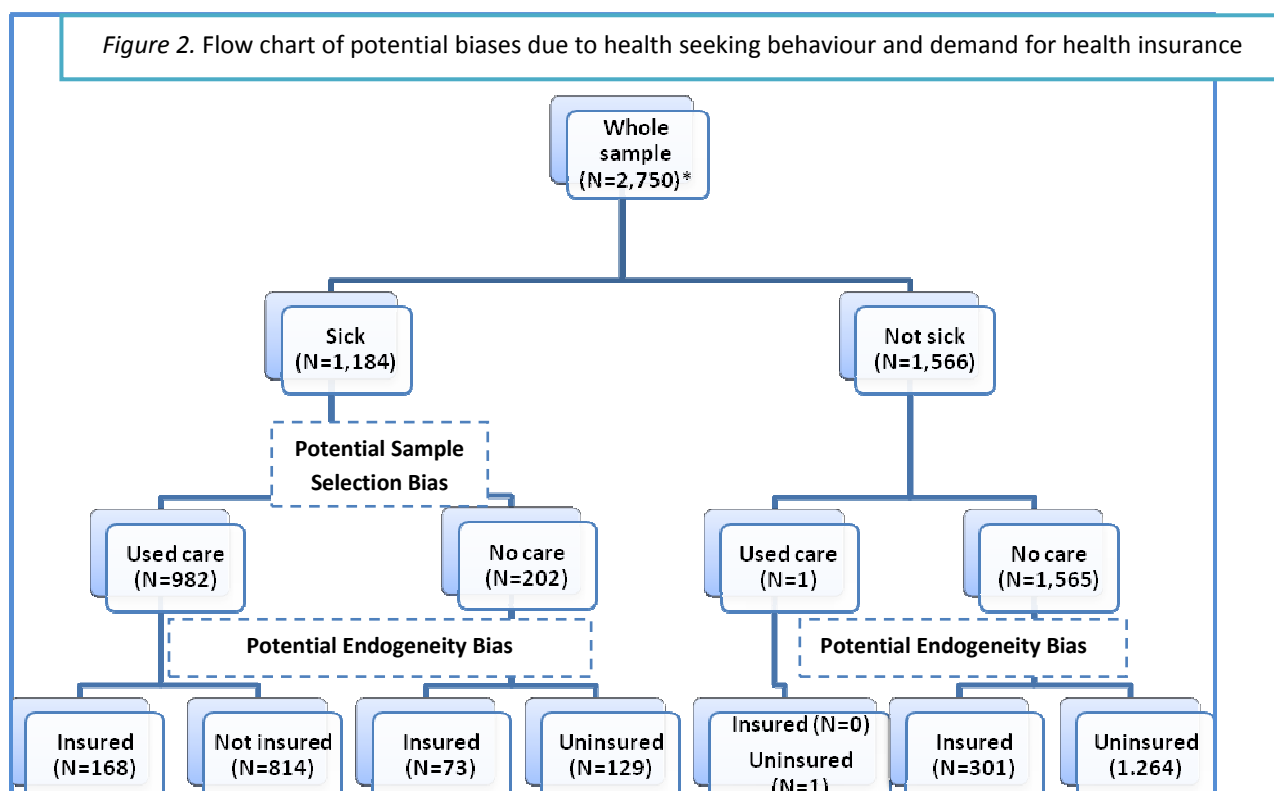 Figure 2. Flow chart of potential biases due to health seeking behaviour and demand for health insurance
Whole
sample
(N=2,750)*
Sick
(N=1,184)
Not sick
(N=1,566)
Potential Sample
Selection Bias
Used care
(N=982)
No care
(N=202)
Used care
(N=1)
No care
(N=1,565)
Potential Endogeneity Bias
Potential Endogeneity Bias
Insured
(N=168)
Not insured
(N=814)
Insured
(N=73)
Uninsured
(N=129)
Insured (N=0)
Uninsured
(N=1)
Insured
(N=301)
Uninsured
(1.264)